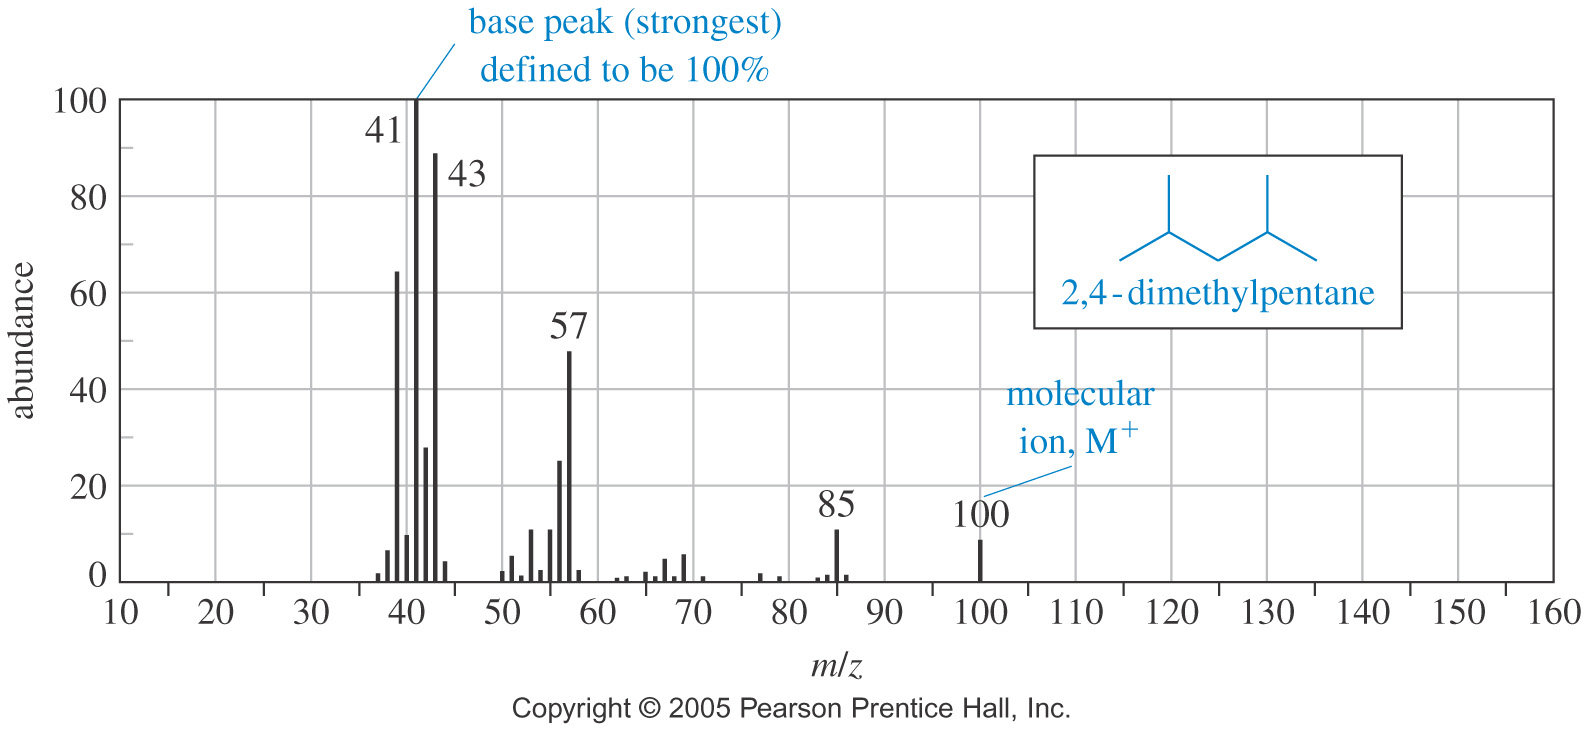 base peak (strongest)
defined to be 100%
100
80
60
40
20
0
abundance
41
43
57
85
100
molecular
ion, M⁺
2,4-dimethylpentane
10 20 30 40 50 60 70 80 90 100 110 120 130 140 150 160
m/z
Copyright © 2005 Pearson Prentice Hall, Inc.